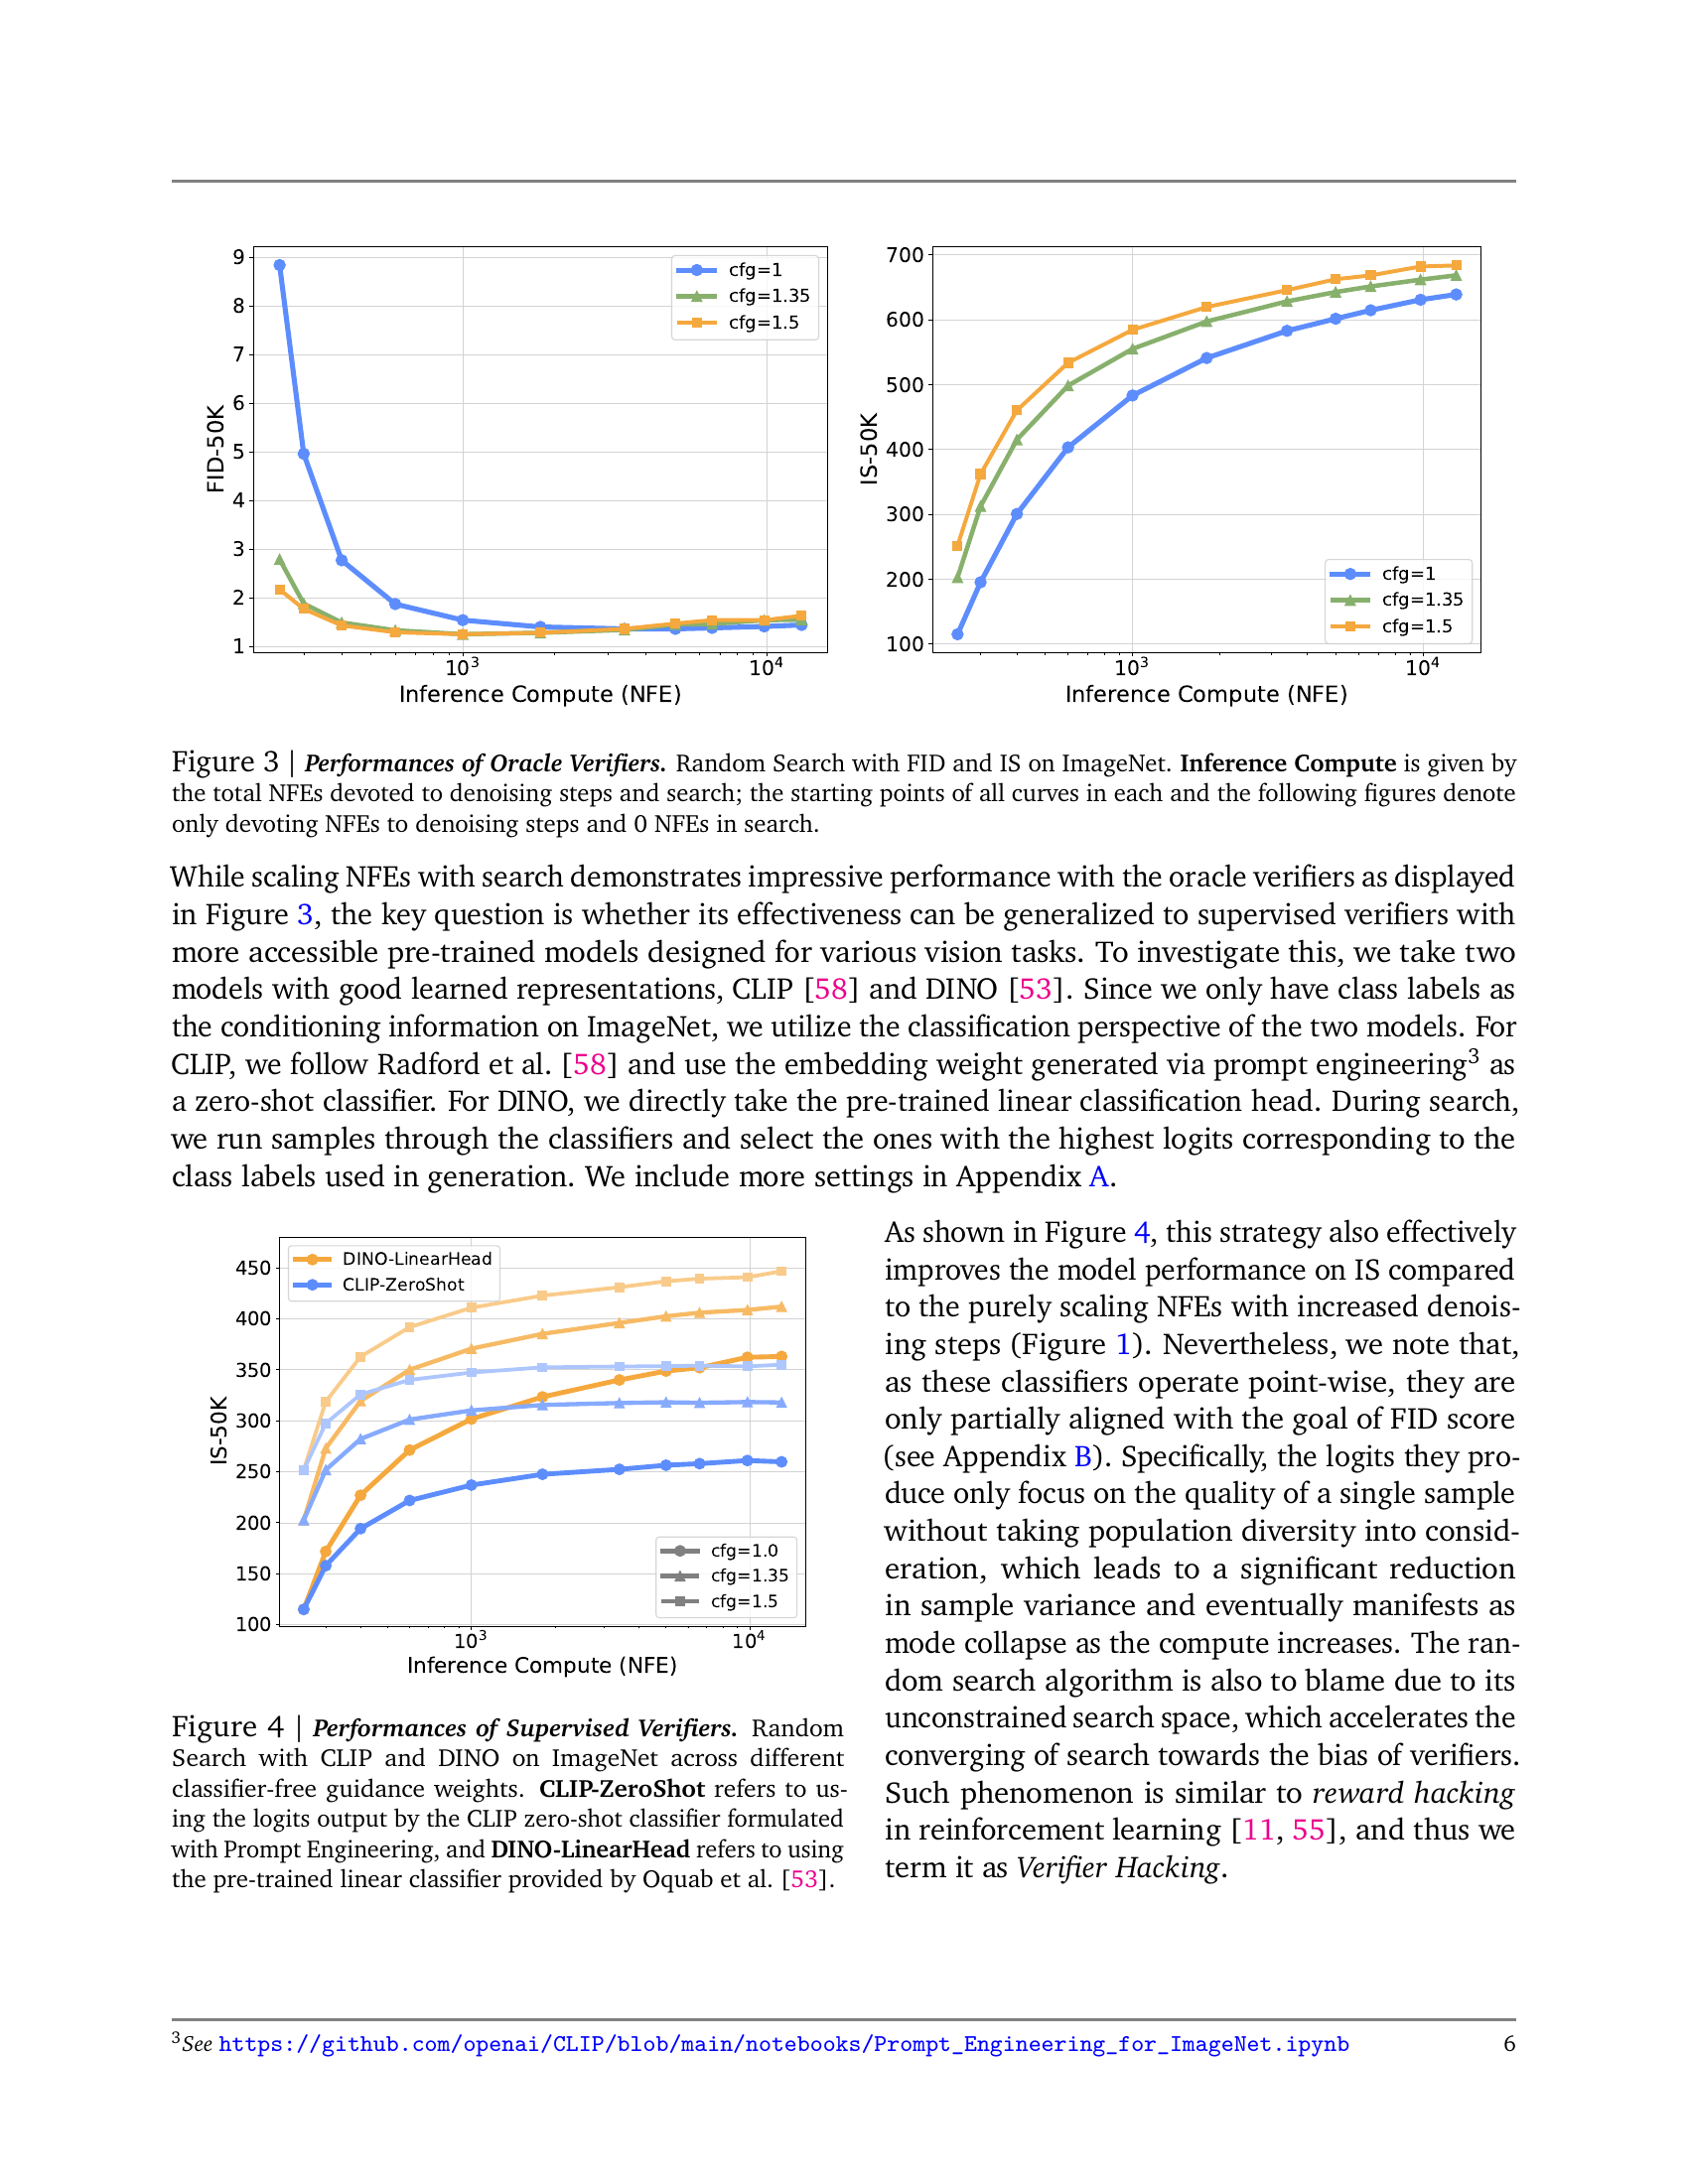 9
8
7
6
5
4
3
2
1
FID-50K
cfg=1
cfg=1.35
cfg=1.5
10³
10⁴
Inference Compute (NFE)
700
600
500
400
300
200
100
IS-50K
cfg=1
cfg=1.35
cfg=1.5
10³
10⁴
Inference Compute (NFE)
Figure 3 | Performances of Oracle Verifiers. Random Search with FID and IS on ImageNet. Inference Compute is given by
the total NFEs devoted to denoising steps and search; the starting points of all curves in each and the following figures denote
only devoting NFEs to denoising steps and 0 NFEs in search.
While scaling NFEs with search demonstrates impressive performance with the oracle verifiers as displayed
in Figure 3, the key question is whether its effectiveness can be generalized to supervised verifiers with
more accessible pre-trained models designed for various vision tasks. To investigate this, we take two
models with good learned representations, CLIP [58] and DINO [53]. Since we only have class labels as
the conditioning information on ImageNet, we utilize the classification perspective of the two models. For
CLIP, we follow Radford et al. [58] and use the embedding weight generated via prompt engineering³ as
a zero-shot classifier. For DINO, we directly take the pre-trained linear classification head. During search,
we run samples through the classifiers and select the ones with the highest logits corresponding to the
class labels used in generation. We include more settings in Appendix A.
450
400
350
300
250
200
150
100
IS-50K
DINO-LinearHead
CLIP-ZeroShot
cfg=1.0
cfg=1.35
cfg=1.5
10³
10⁴
Inference Compute (NFE)
Figure 4 | Performances of Supervised Verifiers. Random
Search with CLIP and DINO on ImageNet across different
classifier-free guidance weights. CLIP-ZeroShot refers to us-
ing the logits output by the CLIP zero-shot classifier formulated
with Prompt Engineering, and DINO-LinearHead refers to using
the pre-trained linear classifier provided by Oquab et al. [53].
As shown in Figure 4, this strategy also effectively
improves the model performance on IS compared
to the purely scaling NFEs with increased denois-
ing steps (Figure 1). Nevertheless, we note that,
as these classifiers operate point-wise, they are
only partially aligned with the goal of FID score
(see Appendix B). Specifically, the logits they pro-
duce only focus on the quality of a single sample
without taking population diversity into consid-
eration, which leads to a significant reduction
in sample variance and eventually manifests as
mode collapse as the compute increases. The ran-
dom search algorithm is also to blame due to its
unconstrained search space, which accelerates the
converging of search towards the bias of verifiers.
Such phenomenon is similar to reward hacking
in reinforcement learning [11, 55], and thus we
term it as Verifier Hacking.
³See https://github.com/openai/CLIP/blob/main/notebooks/Prompt_Engineering_for_ImageNet.ipynb
6